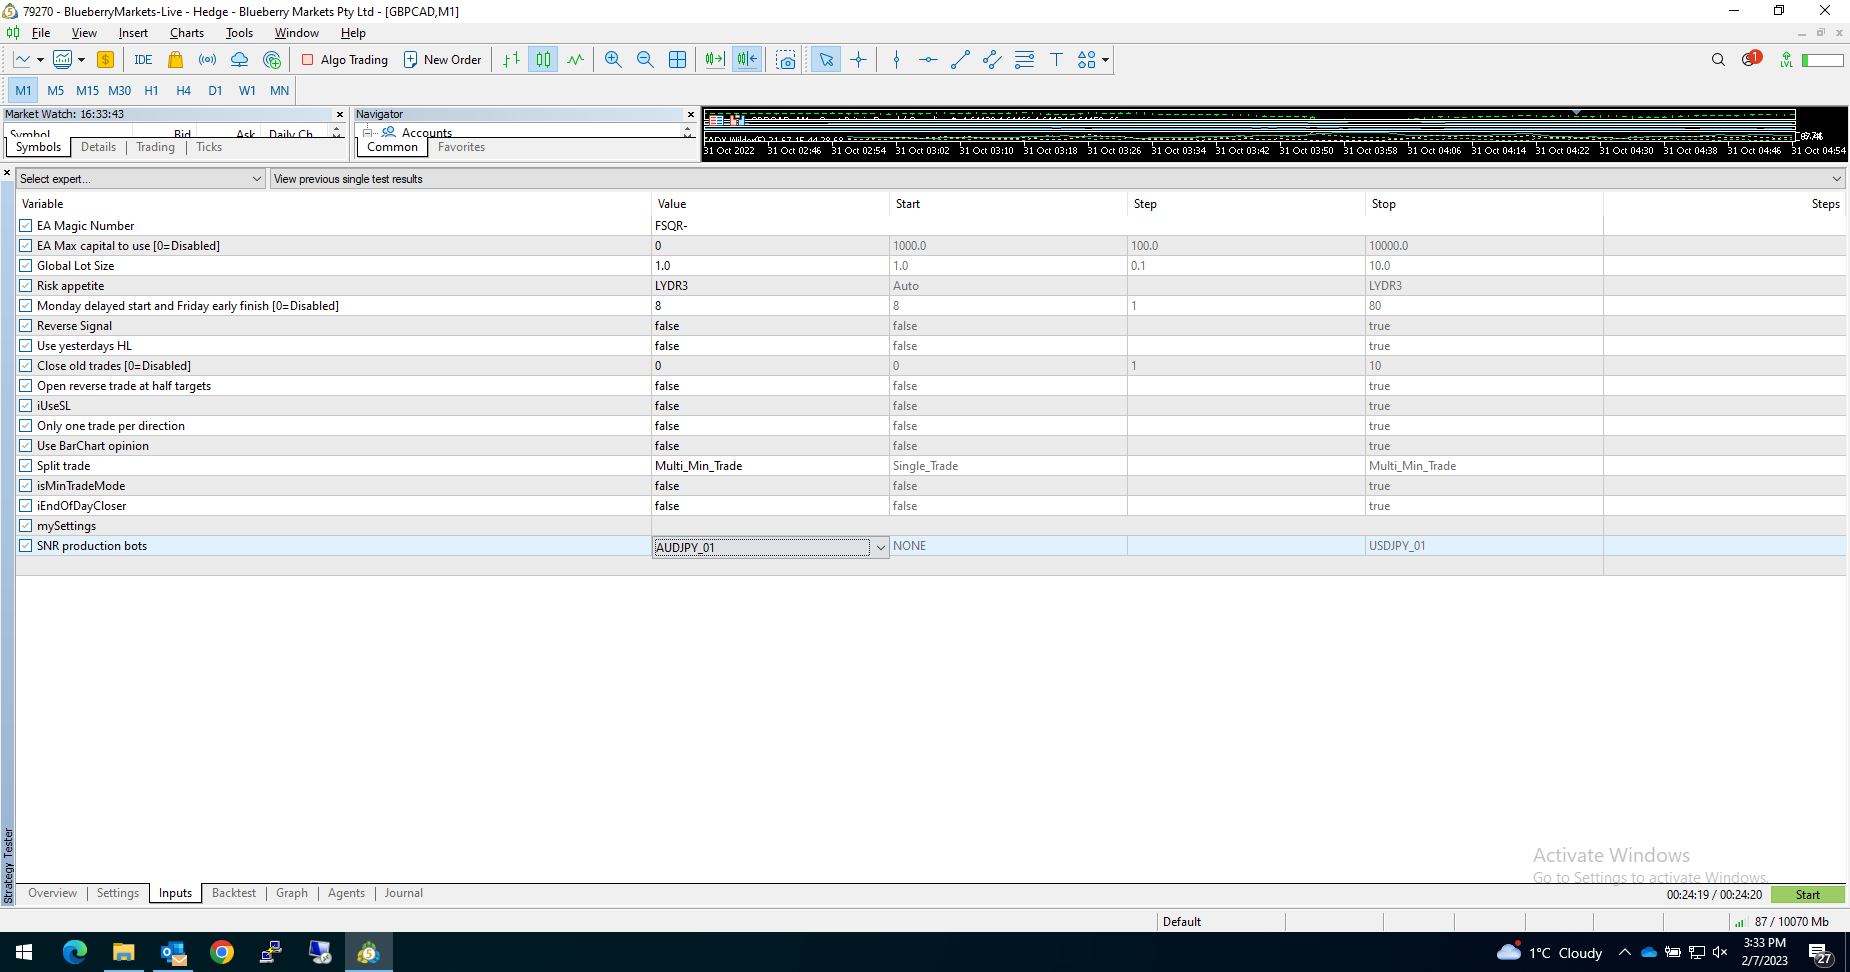 79270 - BlueberryMarkets-Live - Hedge - Blueberry Markets Pty Ltd - [GBPCAD,M1]
File View Insert Charts Tools Window Help
IDE Algo Trading New Order 1 LVL
M1 M5 M15 M30 H1 H4 D1 W1 MN
Market Watch: 16:33:43 Navigator
Symbol Bid Ask Daily Ch... Accounts
Symbols Details Trading Ticks Common Favorites
31 Oct 2022 31 Oct 02:46 31 Oct 02:54 31 Oct 03:02 31 Oct 03:10 31 Oct 03:18 31 Oct 03:26 31 Oct 03:34 31 Oct 03:42 31 Oct 03:50 31 Oct 03:58 31 Oct 04:06 31 Oct 04:14 31 Oct 04:22 31 Oct 04:30 31 Oct 04:38 31 Oct 04:46 31 Oct 04:54
Select expert... View previous single test results
Variable Value Start Step Stop Steps
EA Magic Number FSQR-
EA Max capital to use [0=Disabled] 0 1000.0 100.0 10000.0
Global Lot Size 1.0 1.0 0.1 10.0
Risk appetite LYDR3 Auto LYDR3
Monday delayed start and Friday early finish [0=Disabled] 8 8 1 80
Reverse Signal false false true
Use yesterdays HL false false true
Close old trades [0=Disabled] 0 0 1 10
Open reverse trade at half targets false false true
iUseSL false false true
Only one trade per direction false false true
Use BarChart opinion false false true
Split trade Multi_Min_Trade Single_Trade Multi_Min_Trade
isMinTradeMode false false true
iEndOfDayCloser false false true
mySettings
SNR production bots AUDJPY_01 NONE USDJPY_01
Strategy Tester
Activate Windows
Go to Settings to activate Windows.
Overview Settings Inputs Backtest Graph Agents Journal 00:24:19 / 00:24:20 Start
Default 87 / 10070 Mb
1°C Cloudy 3:33 PM
2/7/2023 27